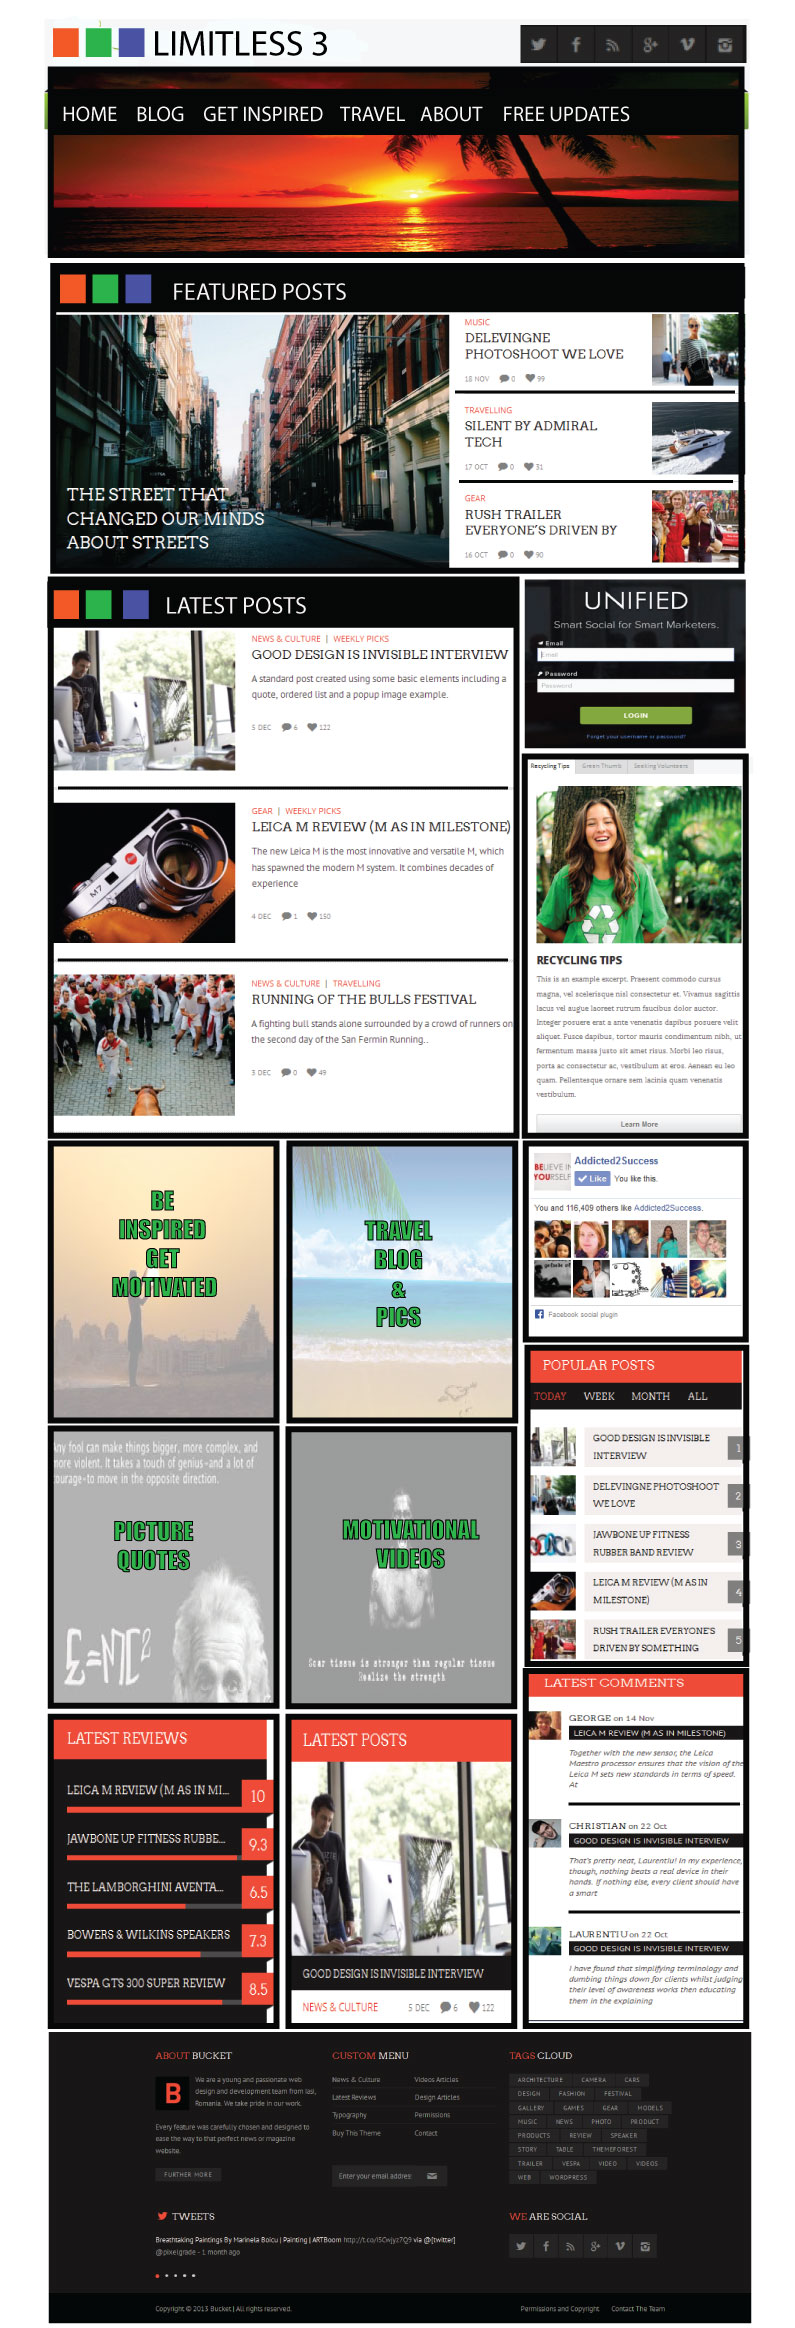 LIMITLESS 3
HOME BLOG GET INSPIRED TRAVEL ABOUT FREE UPDATES
FEATURED POSTS
THE STREET THAT
CHANGED OUR MINDS
ABOUT STREETS
MUSIC
DELEVINGNE
PHOTOSHOOT WE LOVE
18 NOV 0 99
TRAVELLING
SILENT BY ADMIRAL
TECH
17 OCT 0 31
GEAR
RUSH TRAILER
EVERYONE'S DRIVEN BY
16 OCT 0 90
LATEST POSTS
NEWS & CULTURE | WEEKLY PICKS
GOOD DESIGN IS INVISIBLE INTERVIEW
A standard post created using some basic elements including a
quote, ordered list and a popup image example.
5 DEC 6 122
GEAR | WEEKLY PICKS
LEICA M REVIEW (M AS IN MILESTONE)
The new Leica M is the most innovative and versatile M, which
has spawned the modern M system. It combines decades of
experience
4 DEC 1 150
M7
NEWS & CULTURE | TRAVELLING
RUNNING OF THE BULLS FESTIVAL
A fighting bull stands alone surrounded by a crowd of runners on
the second day of the San Fermin Running..
3 DEC 0 49
UNIFIED
Smart Social for Smart Marketers.
Email
Email
Password
Password
LOGIN
Forget your username or password?
Recycling Tips Green Thumb Seeking Volunteers
RECYCLING TIPS
This is an example excerpt. Praesent commodo cursus
magna, vel scelerisque nisl consectetur et. Vivamus sagittis
lacus vel augue laoreet rutrum faucibus dolor auctor.
Integer posuere erat a ante venenatis dapibus posuere velit
aliquet. Fusce dapibus, tortor mauris condimentum nibh, ut
fermentum massa justo sit amet risus. Morbi leo risus,
porta ac consectetur ac, vestibulum at eros. Aenean eu leo
quam. Pellentesque ornare sem lacinia quam venenatis
vestibulum.
Learn More
BE
INSPIRED
GET
MOTIVATED
TRAVEL
BLOG
&
PICS
BELIEVE IN
YOURSELF
Addicted2Success
Like You like this.
You and 116,409 others like Addicted2Success.
Facebook social plugin
Any fool can make things bigger, more complex, and
more violent. It takes a touch of genius-and a lot of
courage-to move in the opposite direction.
PICTURE
QUOTES
E=MC2
MOTIVATIONAL
VIDEOS
Scar tissue is stronger than regular tissue
Realize the strength
POPULAR POSTS
TODAY WEEK MONTH ALL
GOOD DESIGN IS INVISIBLE
INTERVIEW
1
DELEVINGNE PHOTOSHOOT
WE LOVE
2
JAWBONE UP FITNESS
RUBBER BAND REVIEW
3
LEICA M REVIEW (M AS IN
MILESTONE)
4
RUSH TRAILER EVERYONE'S
DRIVEN BY SOMETHING
5
LATEST COMMENTS
GEORGE on 14 Nov
LEICA M REVIEW (M AS IN MILESTONE)
Together with the new sensor, the Leica
Maestro processor ensures that the vision of the
Leica M sets new standards in terms of speed.
At
CHRISTIAN on 22 Oct
GOOD DESIGN IS INVISIBLE INTERVIEW
That's pretty neat, Laurentiu! In my experience,
though, nothing beats a real device in their
hands. If nothing else, every client should have
a smart
LAURENTIU on 22 Oct
GOOD DESIGN IS INVISIBLE INTERVIEW
I have found that simplifying terminology and
dumbing things down for clients whilst judging
their level of awareness works then educating
them in the explaining
LATEST REVIEWS
LEICA M REVIEW (M AS IN MI... 10
JAWBONE UP FITNESS RUBBE... 9.3
THE LAMBORGHINI AVENTA... 6.5
BOWERS & WILKINS SPEAKERS 7.3
VESPA GTS 300 SUPER REVIEW 8.5
LATEST POSTS
GOOD DESIGN IS INVISIBLE INTERVIEW
NEWS & CULTURE 5 DEC 6 122
ABOUT BUCKET
B
We are a young and passionate web
design and development team from Iasi,
Romania. We take pride in our work.
Every feature was carefully chosen and designed to
ease the way to that perfect news or magazine
website.
FURTHER MORE
CUSTOM MENU
News & Culture Videos Articles
Latest Reviews Design Articles
Typography Permissions
Buy This Theme Contact
Enter your email addres
TAGS CLOUD
ARCHITECTURE CAMERA CARS
DESIGN FASHION FESTIVAL
GALLERY GAMES GEAR MODELS
MUSIC NEWS PHOTO PRODUCT
PRODUCTS REVIEW SPEAKER
STORY TABLE THEMEFOREST
TRAILER VESPA VIDEO VIDEOS
WEB WORDPRESS
TWEETS
Breathtaking Paintings By Marinela Boicu | Painting | ARTBoom via @[twitter]
@pixelgrade - 1 month ago
WE ARE SOCIAL
Copyright © 2013 Bucket | All rights reserved.
Permissions and Copyright Contact The Team